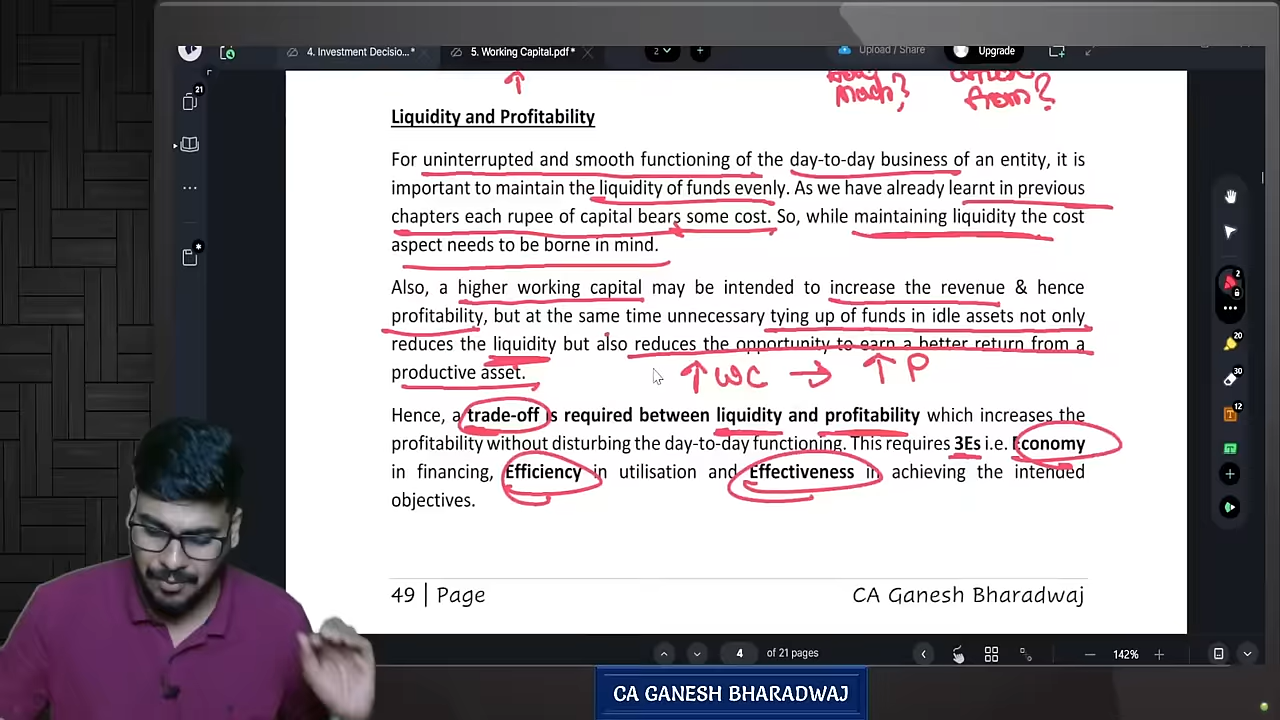 4. Investment Decisio...*
5. Working Capital.pdf*
2
+
Upload / Share
Upgrade
21
Much?
from?
Liquidity and Profitability
For uninterrupted and smooth functioning of the day-to-day business of an entity, it is
important to maintain the liquidity of funds evenly. As we have already learnt in previous
chapters each rupee of capital bears some cost. So, while maintaining liquidity the cost
aspect needs to be borne in mind.
Also, a higher working capital may be intended to increase the revenue & hence
profitability, but at the same time unnecessary tying up of funds in idle assets not only
reduces the liquidity but also reduces the opportunity to earn a better return from a
productive asset.
↑ WC → ↑ P
Hence, a trade-off is required between liquidity and profitability which increases the
profitability without disturbing the day-to-day functioning. This requires 3Es i.e. Economy
in financing, Efficiency in utilisation and Effectiveness in achieving the intended
objectives.
49 | Page
CA Ganesh Bharadwaj
2
20
30
12
4 of 21 pages
142%
CA GANESH BHARADWAJ